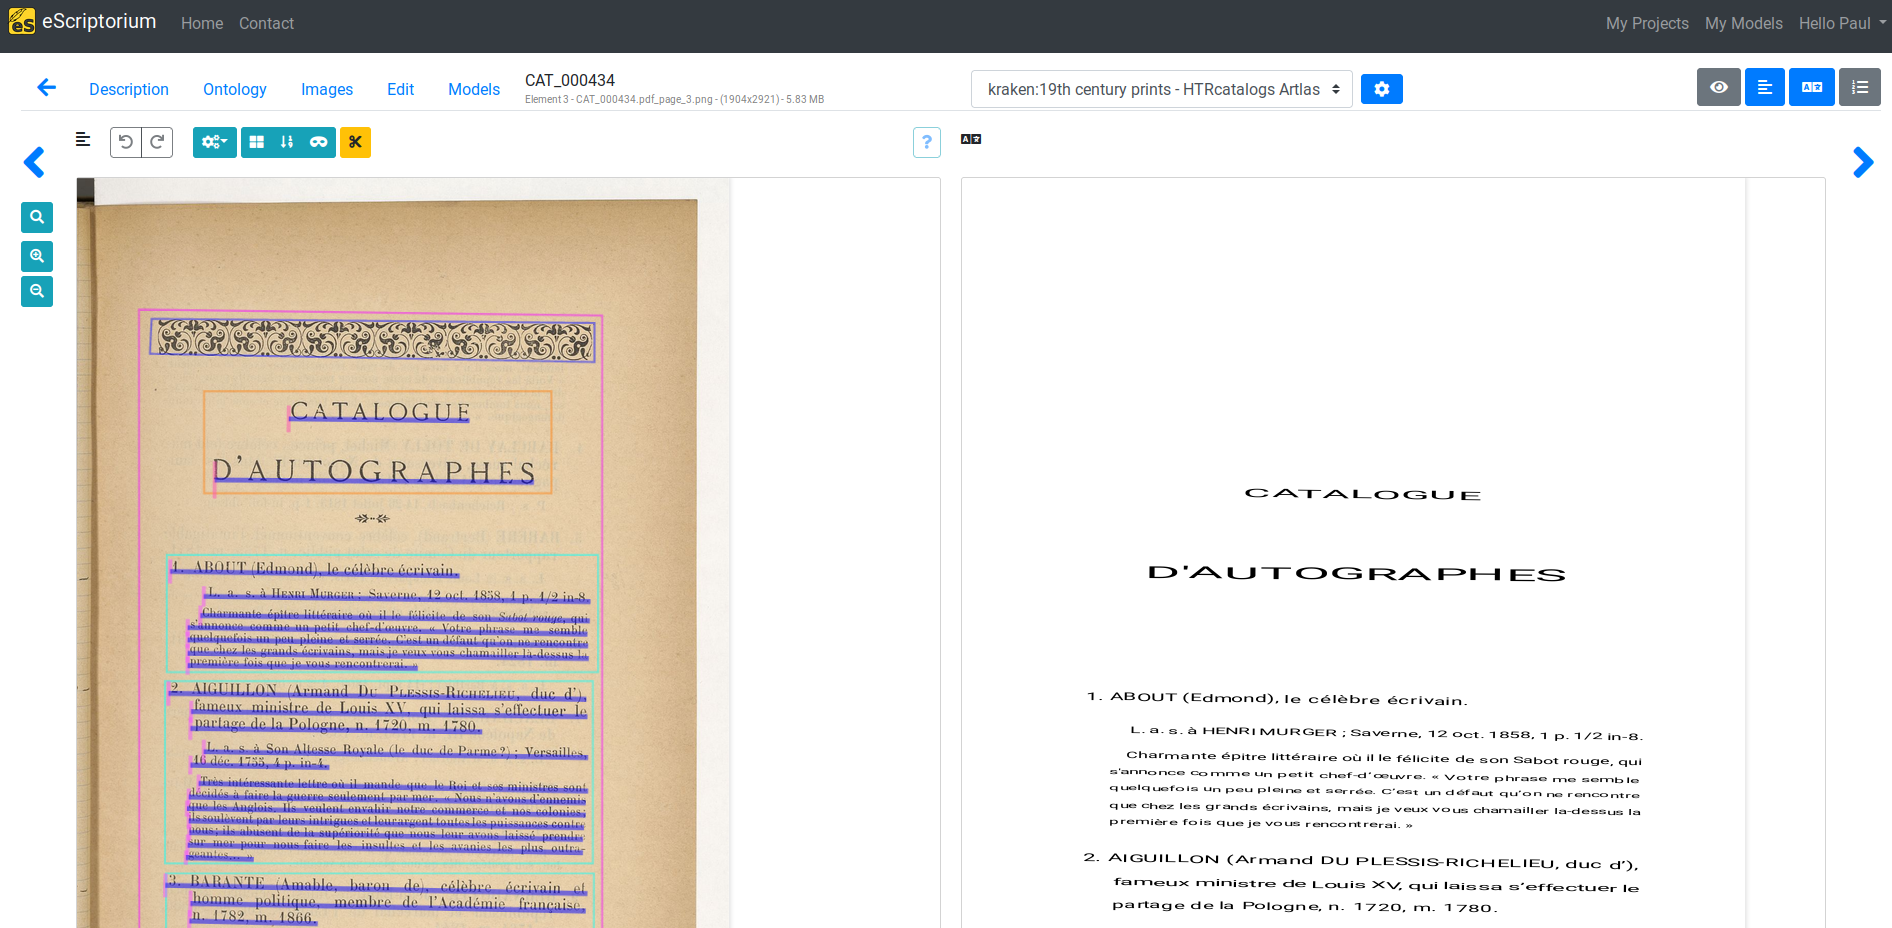 eScriptorium Home Contact My Projects My Models Hello Paul
Description Ontology Images Edit Models
CAT_000434
Element 3 - CAT_000434.pdf_page_3.png - (1904x2921) - 5.83 MB
kraken:19th century prints - HTRcatalogs Artlas
CATALOGUE
D'AUTOGRAPHES
1. ABOUT (Edmond), le célèbre écrivain.
L. a. s. à HENRI MURGER ; Saverne, 12 oct. 1858, 1 p. 1/2 in-8.
Charmante épitre littéraire où il le félicite de son Sabot rouge, qui
s'annonce comme un petit chef-d'œuvre. « Votre phrase me semble
quelquefois un peu pleine et serrée. C'est un défaut qu'on ne rencontre
que chez les grands écrivains, mais je veux vous chamailler là-dessus la
première fois que je vous rencontrerai. »
2. AIGUILLON (Armand DU PLESSIS-RICHELIEU, duc d'),
fameux ministre de Louis XV, qui laissa s'effectuer le
partage de la Pologne, n. 1720, m. 1780.
L. a. s. à Son Altesse Royale (le duc de Parme?) ; Versailles,
16 déc. 1755, 4 p. in-4.
Très intéressante lettre où il mande que le Roi et ses ministres sont
décidés à faire la guerre seulement par mer. « Nous n'avons d'ennemis
que les Anglois. Ils veulent envahir notre commerce et nos colonies;
ils soulèvent par leurs intrigues et leur argent toutes les puissances contre
nous; ils abusent de la supériorité que nous leur avons laissé prendre
sur mer pour nous faire les insultes et les avanies les plus outra-
geantes... »
3. BARANTE (Amable, baron de), célèbre écrivain et
homme politique, membre de l'Académie française,
n. 1782, m. 1866.
CATALOGUE
D'AUTOGRAPHES
1. ABOUT (Edmond), le célèbre écrivain.
L. a. s. à HENRI MURGER ; Saverne, 12 oct. 1858, 1 p. 1/2 in-8.
Charmante épitre littéraire où il le félicite de son Sabot rouge, qui
s'annonce comme un petit chef-d'œuvre. « Votre phrase me semble
quelquefois un peu pleine et serrée. C'est un défaut qu'on ne rencontre
que chez les grands écrivains, mais je veux vous chamailler la-dessus la
première fois que je vous rencontrerai. »
2. AIGUILLON (Armand DU PLESSIS-RICHELIEU, duc d'),
fameux ministre de Louis XV, qui laissa s'effectuer le
partage de la Pologne, n. 1720, m. 1780.